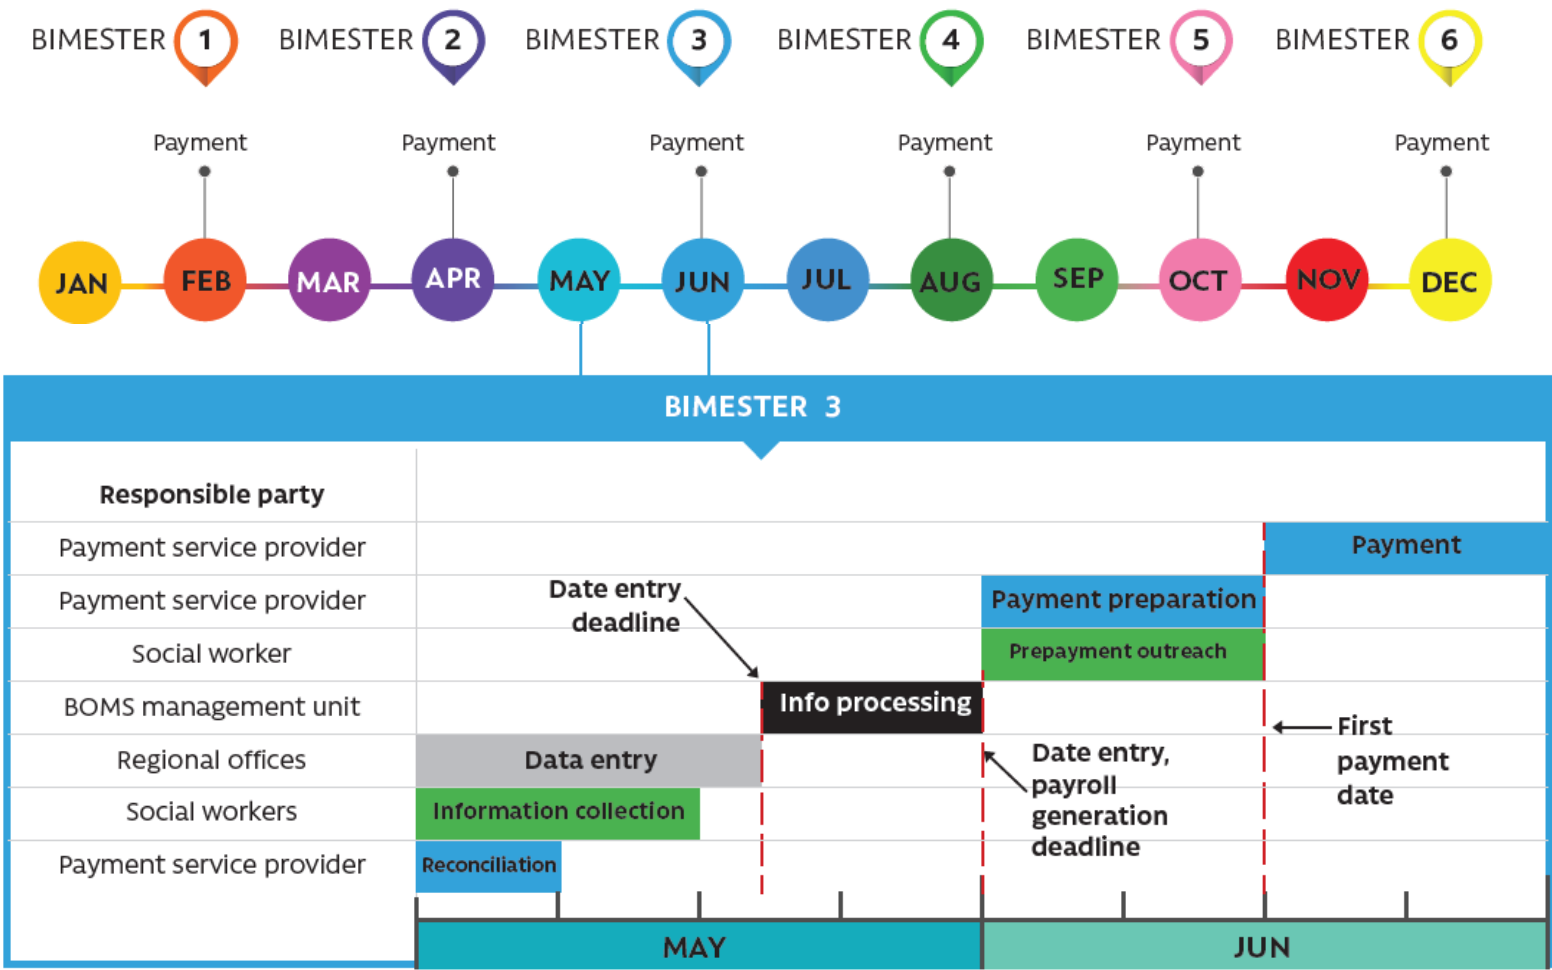 BIMESTER 1 BIMESTER 2 BIMESTER 3 BIMESTER 4 BIMESTER 5 BIMESTER 6
Payment Payment Payment Payment Payment Payment
JAN FEB MAR APR MAY JUN JUL AUG SEP OCT NOV DEC
BIMESTER 3
Responsible party
Payment service provider
Payment
Payment service provider
Payment preparation
Social worker
Prepayment outreach
BOMS management unit
Info processing
Regional offices
Data entry
Social workers
Information collection
Payment service provider
Reconciliation
Date entry
deadline
Date entry,
payroll
generation
deadline
First
payment
date
MAY JUN